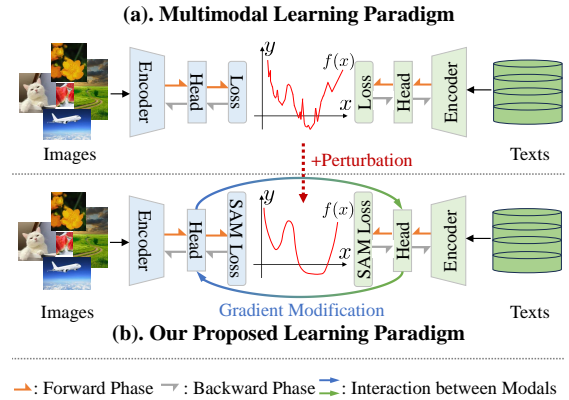 (a). Multimodal Learning Paradigm
Encoder
Head
Loss
y
f(x)
x
Loss
Head
Encoder
Images
Texts
+Perturbation
Encoder
Head
SAM Loss
y
f(x)
x
SAM Loss
Head
Encoder
Images
Gradient Modification
Texts
(b). Our Proposed Learning Paradigm
: Forward Phase : Backward Phase : Interaction between Modals